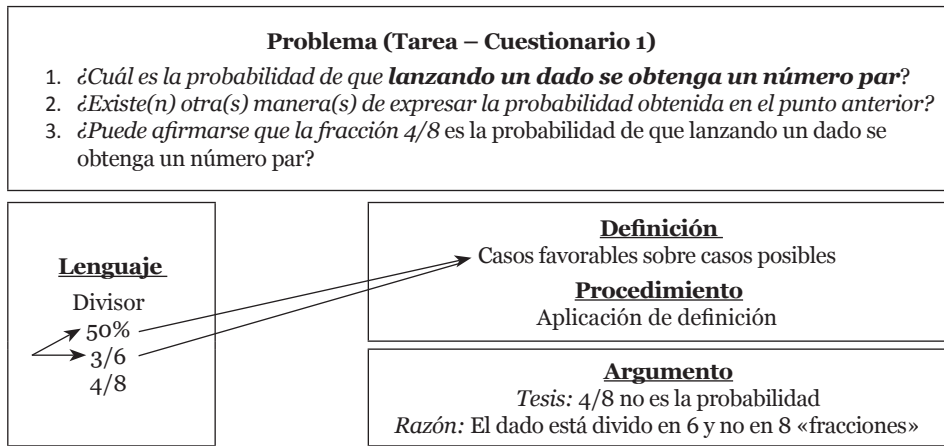 Problema (Tarea – Cuestionario 1)
1. ¿Cuál es la probabilidad de que lanzando un dado se obtenga un número par?
2. ¿Existe(n) otra(s) manera(s) de expresar la probabilidad obtenida en el punto anterior?
3. ¿Puede afirmarse que la fracción 4/8 es la probabilidad de que lanzando un dado se
obtenga un número par?
Lenguaje
Divisor
50%
3/6
4/8
Definición
Casos favorables sobre casos posibles
Procedimiento
Aplicación de definición
Argumento
Tesis: 4/8 no es la probabilidad
Razón: El dado está divido en 6 y no en 8 «fracciones»